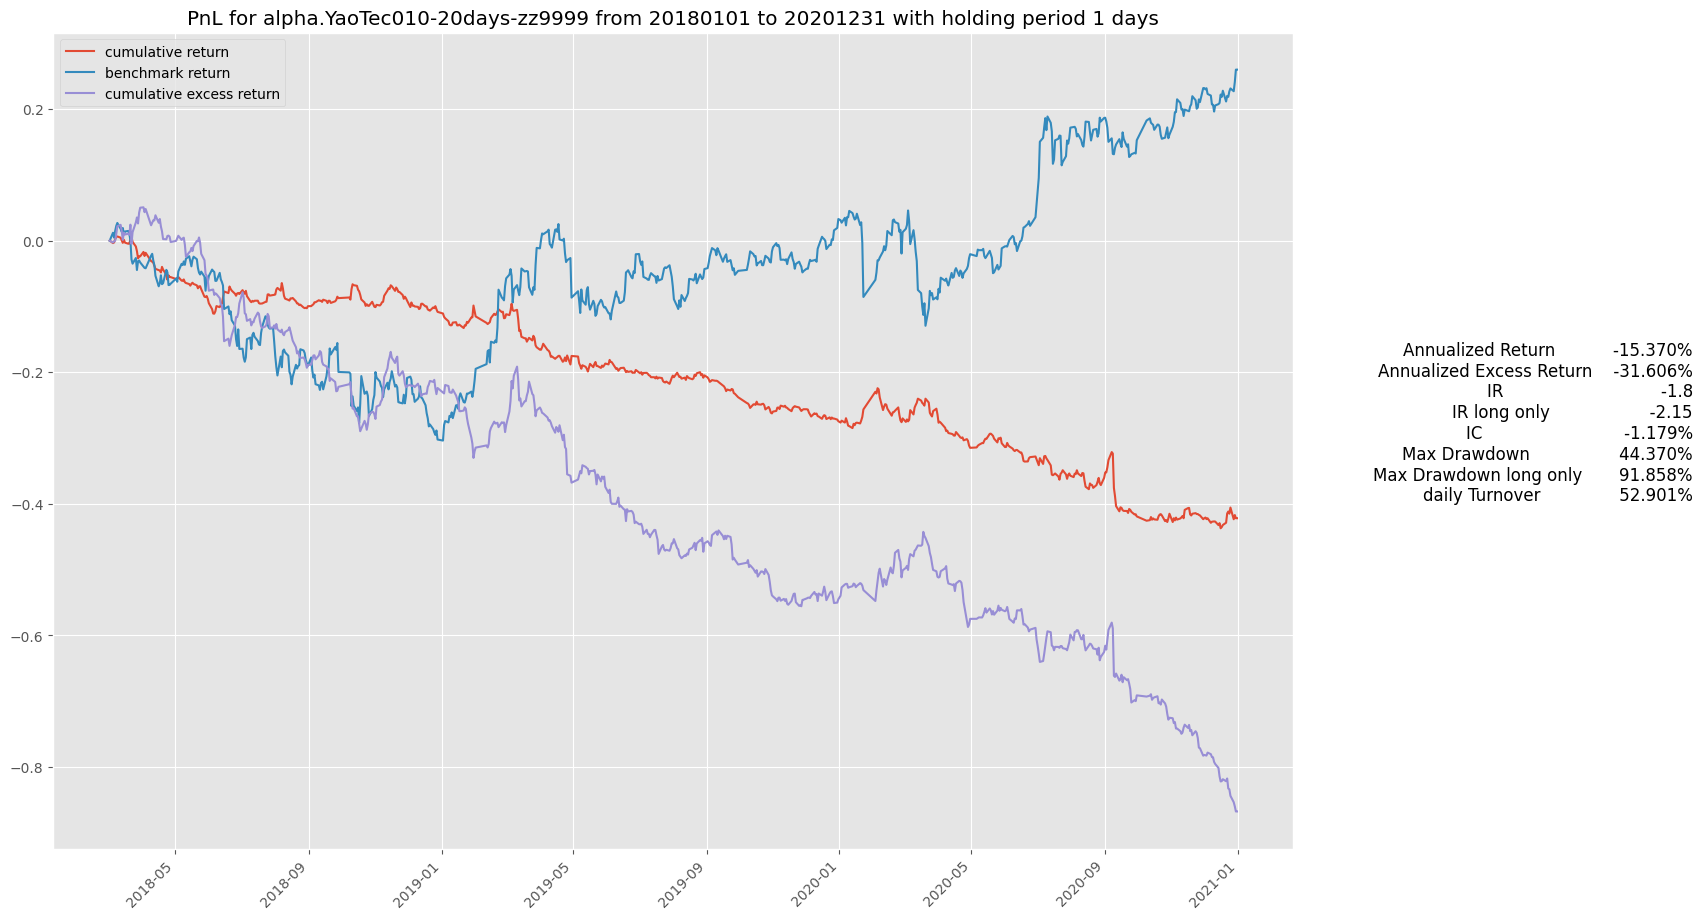 PnL for alpha.YaoTec010-20days-zz9999 from 20180101 to 20201231 with holding period 1 days
cumulative return
benchmark return
cumulative excess return
0.2
0.0
−0.2
−0.4
−0.6
−0.8
2018-05
2018-09
2019-01
2019-05
2019-09
2020-01
2020-05
2020-09
2021-01
Annualized Return -15.370%
Annualized Excess Return -31.606%
IR -1.8
IR long only -2.15
IC -1.179%
Max Drawdown 44.370%
Max Drawdown long only 91.858%
daily Turnover 52.901%